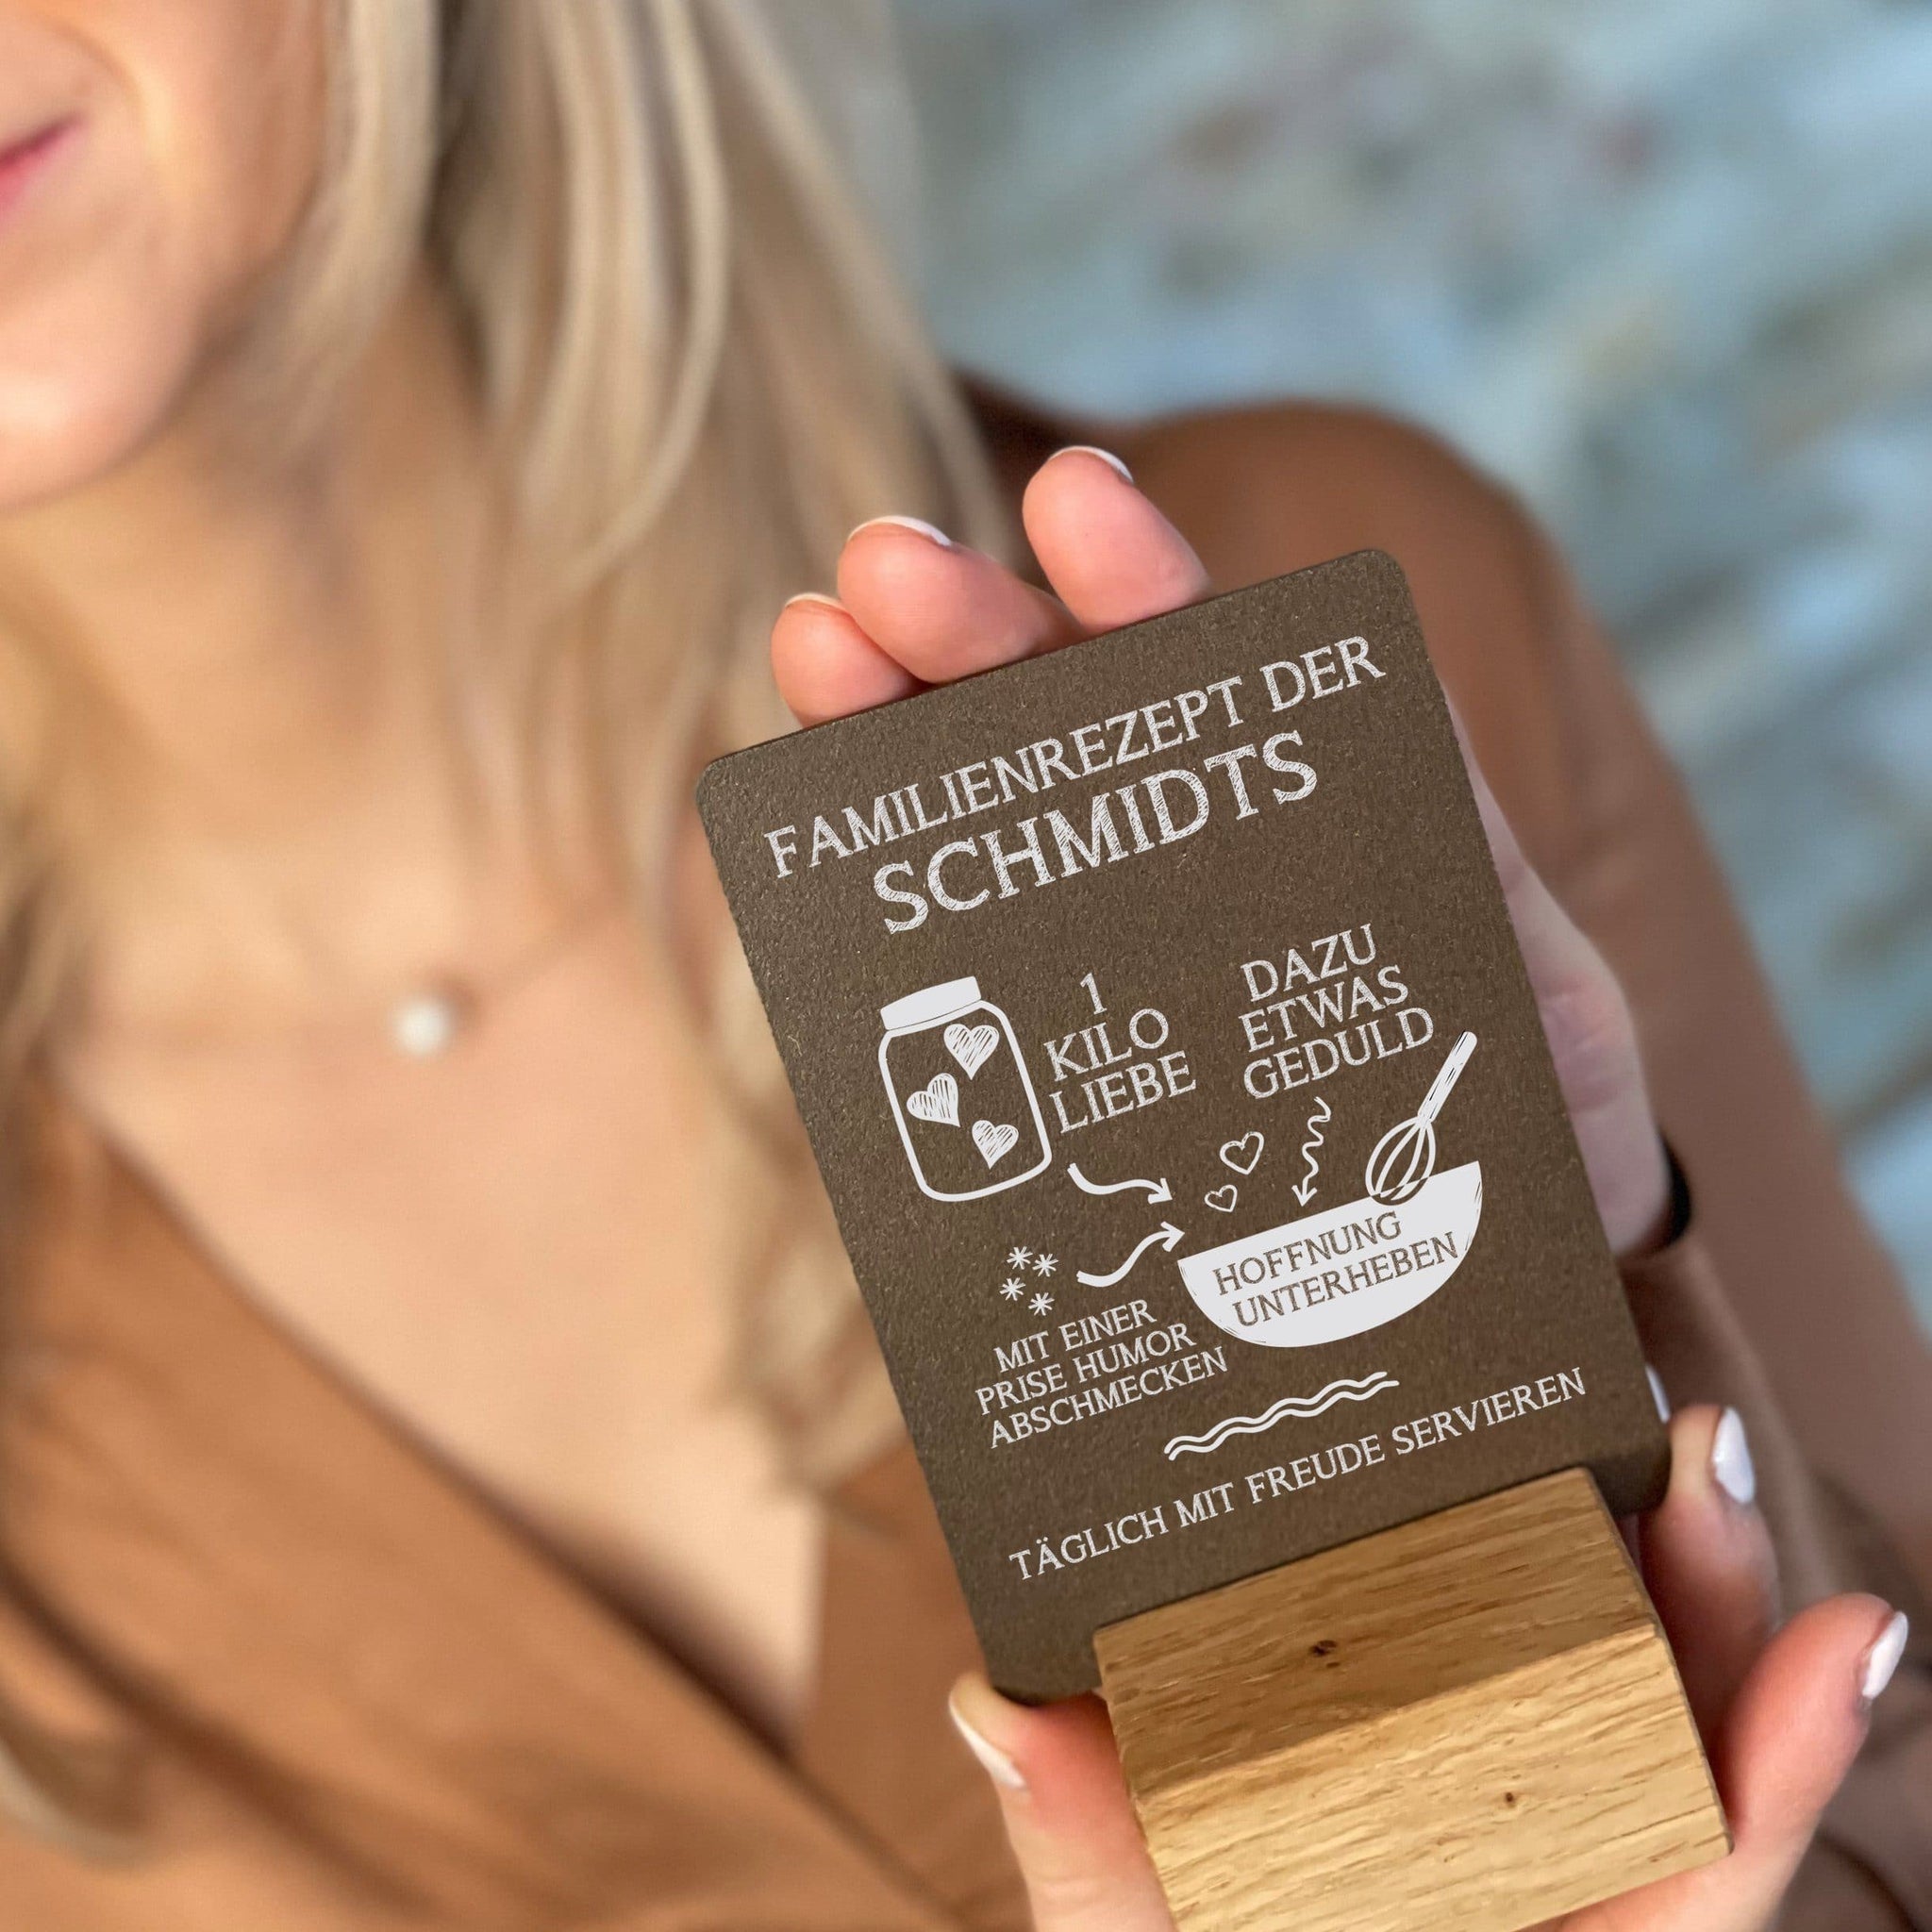 FAMILIENREZEPT DER
SCHMIDTS
1
KILO
LIEBE
DAZU
ETWAS
GEDULD
HOFFNUNG
UNTERHEBEN
MIT EINER
PRISE HUMOR
ABSCHMECKEN
TÄGLICH MIT FREUDE SERVIEREN